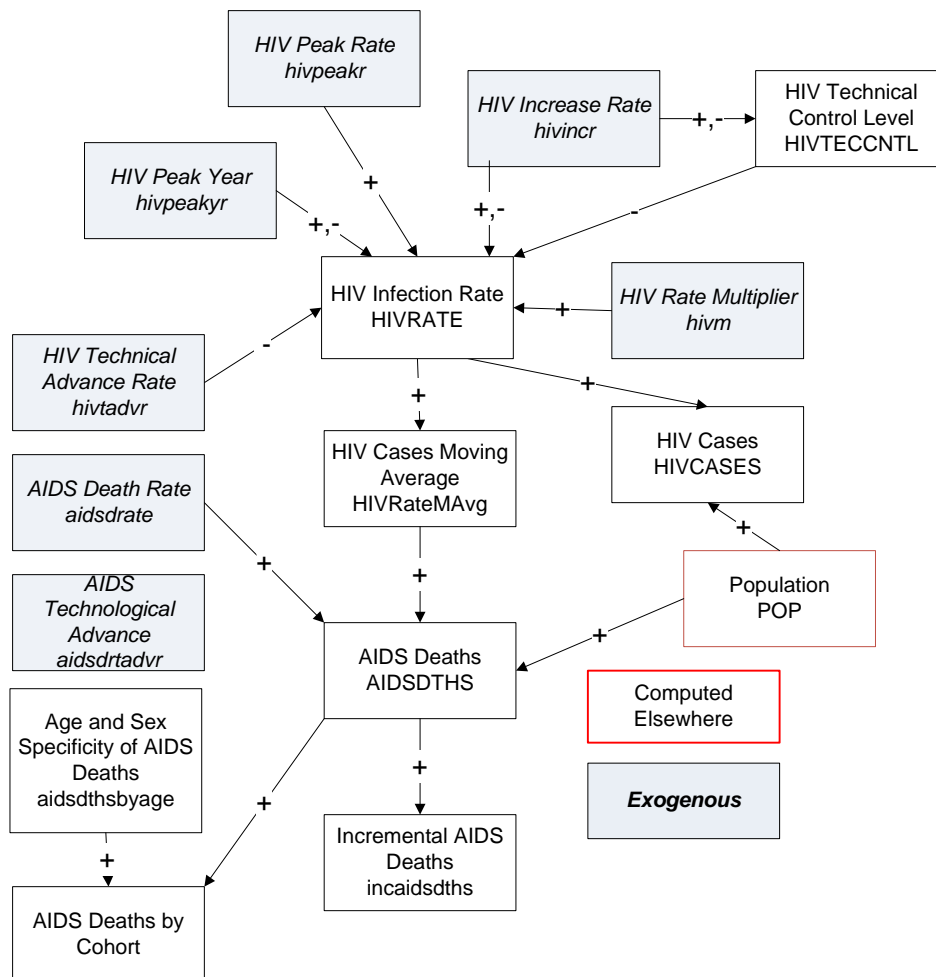 HIV Peak Rate
hivpeakr
HIV Increase Rate
hivincr
+,-
HIV Technical
Control Level
HIVTECCNTL
HIV Peak Year
hivpeakyr
+
+,-
+,-
-
HIV Infection Rate
HIVRATE
+
HIV Rate Multiplier
hivm
HIV Technical
Advance Rate
hivtadvr
-
+
+
HIV Cases Moving
Average
HIVRateMAvg
HIV Cases
HIVCASES
AIDS Death Rate
aidsdrate
+
+
+
Population
POP
AIDS
Technological
Advance
aidsdrtadvr
+
AIDS Deaths
AIDSDTHS
Computed
Elsewhere
Age and Sex
Specificity of AIDS
Deaths
aidsdthsbyage
+
+
Exogenous
Incremental AIDS
Deaths
incaidsdths
+
AIDS Deaths by
Cohort